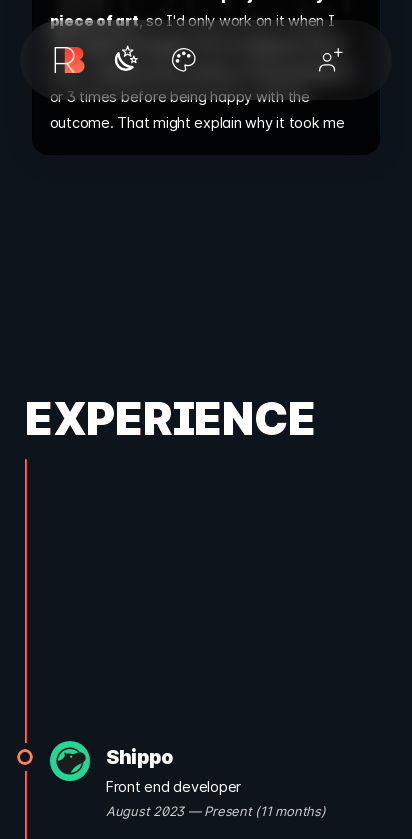 piece of art, so I'd only work on it when I
or 3 times before being happy with the
outcome. That might explain why it took me
EXPERIENCE
Shippo
Front end developer
August 2023 — Present (11 months)